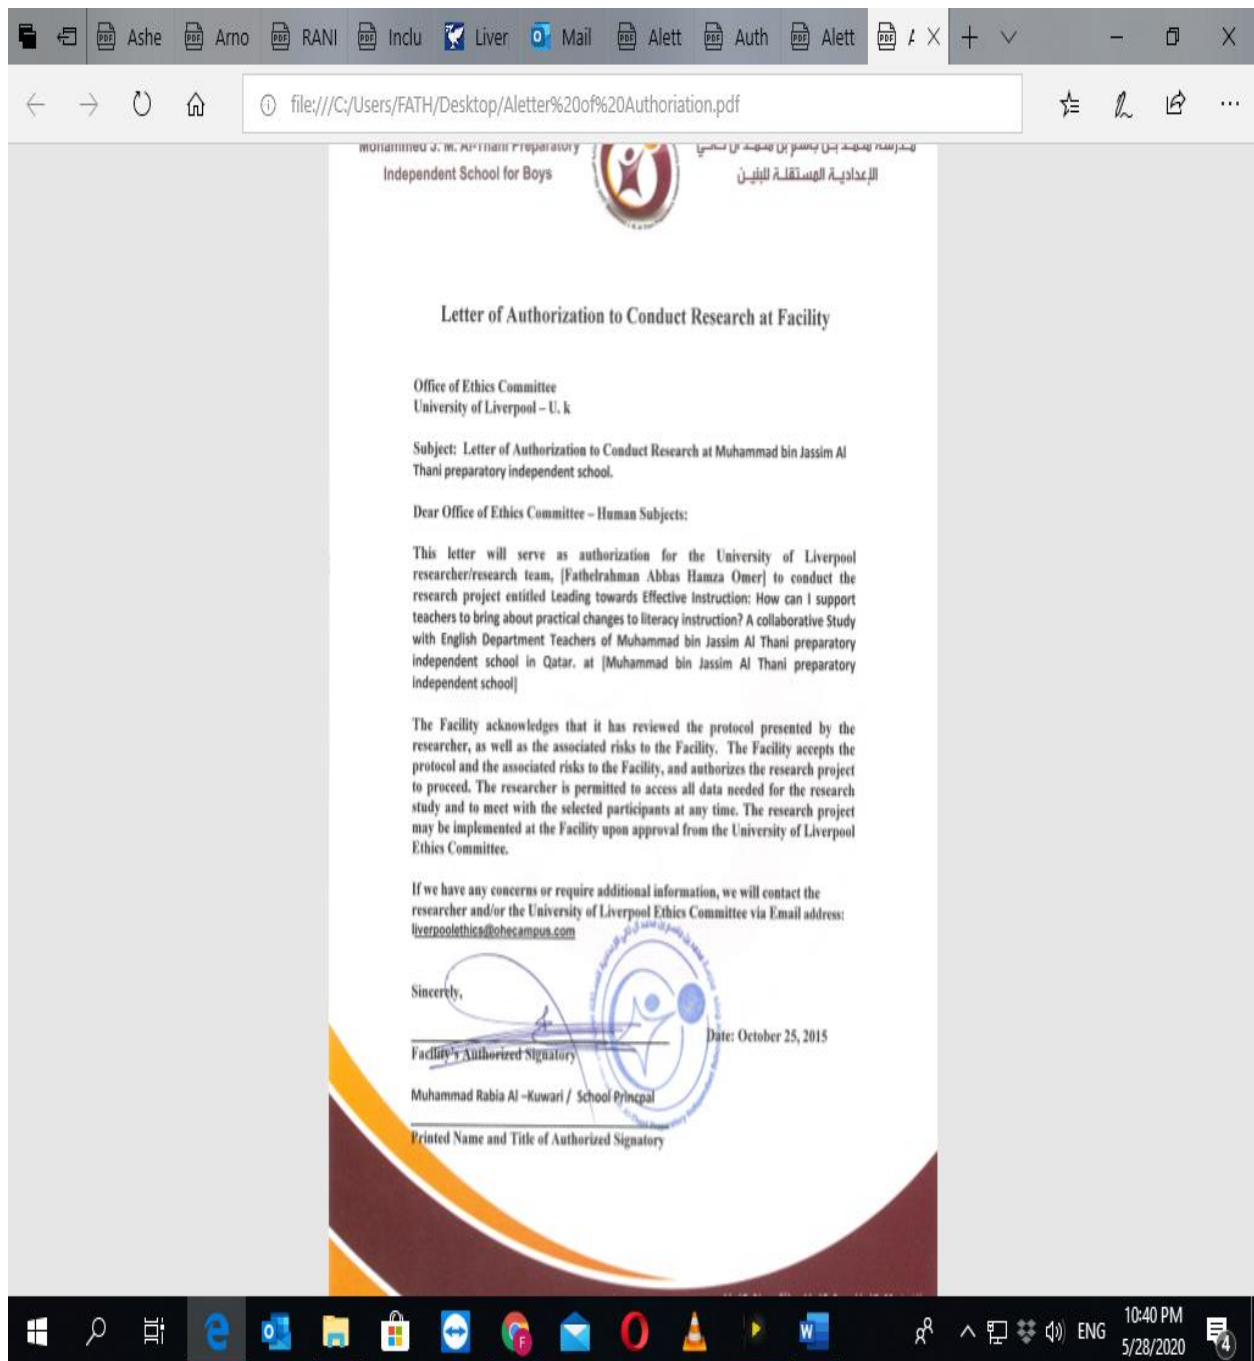 Ashe Arno RANI Inclu Liver Mail Alett Auth Alett
file:///C:/Users/FATH/Desktop/Aletter%20of%20Authoriation.pdf
Mohammed J. M. Al-Thani Preparatory
Independent School for Boys
الإعدادية المستقلة للبنين
Letter of Authorization to Conduct Research at Facility
Office of Ethics Committee
University of Liverpool – U. k
Subject: Letter of Authorization to Conduct Research at Muhammad bin Jassim Al
Thani preparatory independent school.
Dear Office of Ethics Committee – Human Subjects:
This letter will serve as authorization for the University of Liverpool
researcher/research team, [Fathelrahman Abbas Hamza Omer] to conduct the
research project entitled Leading towards Effective Instruction: How can I support
teachers to bring about practical changes to literacy instruction? A collaborative Study
with English Department Teachers of Muhammad bin Jassim Al Thani preparatory
independent school in Qatar. at [Muhammad bin Jassim Al Thani preparatory
independent school]
The Facility acknowledges that it has reviewed the protocol presented by the
researcher, as well as the associated risks to the Facility. The Facility accepts the
protocol and the associated risks to the Facility, and authorizes the research project
to proceed. The researcher is permitted to access all data needed for the research
study and to meet with the selected participants at any time. The research project
may be implemented at the Facility upon approval from the University of Liverpool
Ethics Committee.
If we have any concerns or require additional information, we will contact the
researcher and/or the University of Liverpool Ethics Committee via Email address:
liverpoolethics@ohecampus.com
Sincerely,
Date: October 25, 2015
Facility's Authorized Signatory
Muhammad Rabia Al –Kuwari / School Princpal
Printed Name and Title of Authorized Signatory
ENG
10:40 PM
5/28/2020
4